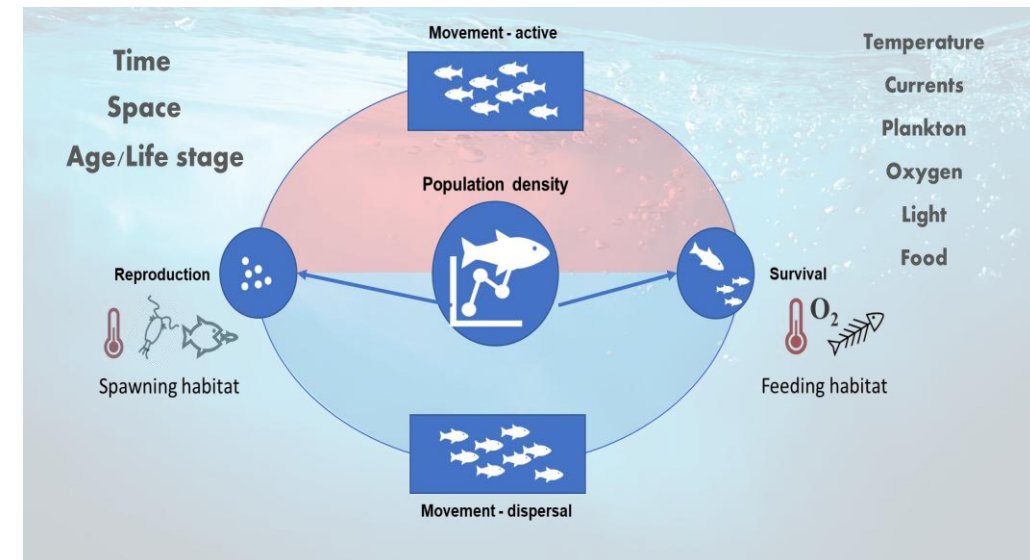 Movement - active
Time
Space
Age/Life stage
Temperature
Currents
Plankton
Oxygen
Light
Food
Population density
Reproduction
Survival
O₂
Spawning habitat
Feeding habitat
Movement - dispersal